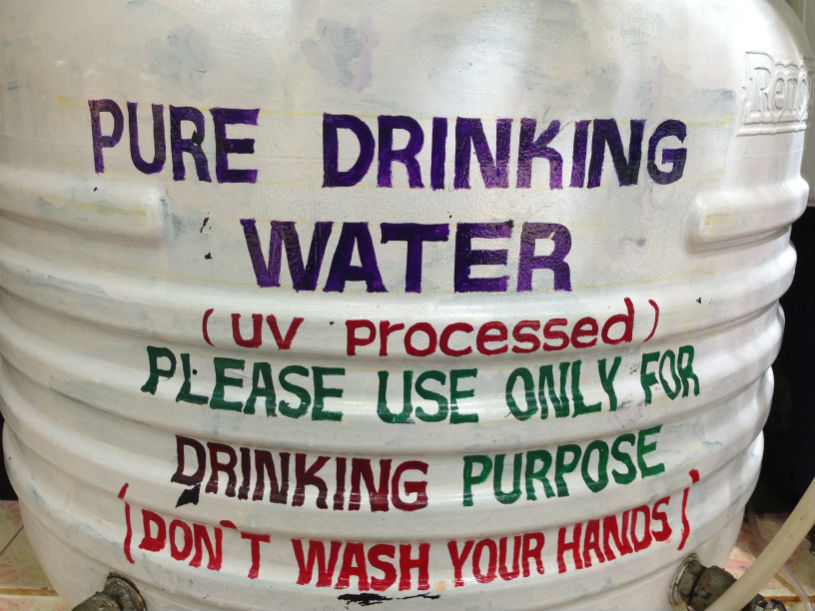 PURE DRINKING
WATER
(UV Processed)
PLEASE USE ONLY FOR
DRINKING PURPOSE
(DON`T WASH YOUR HANDS)